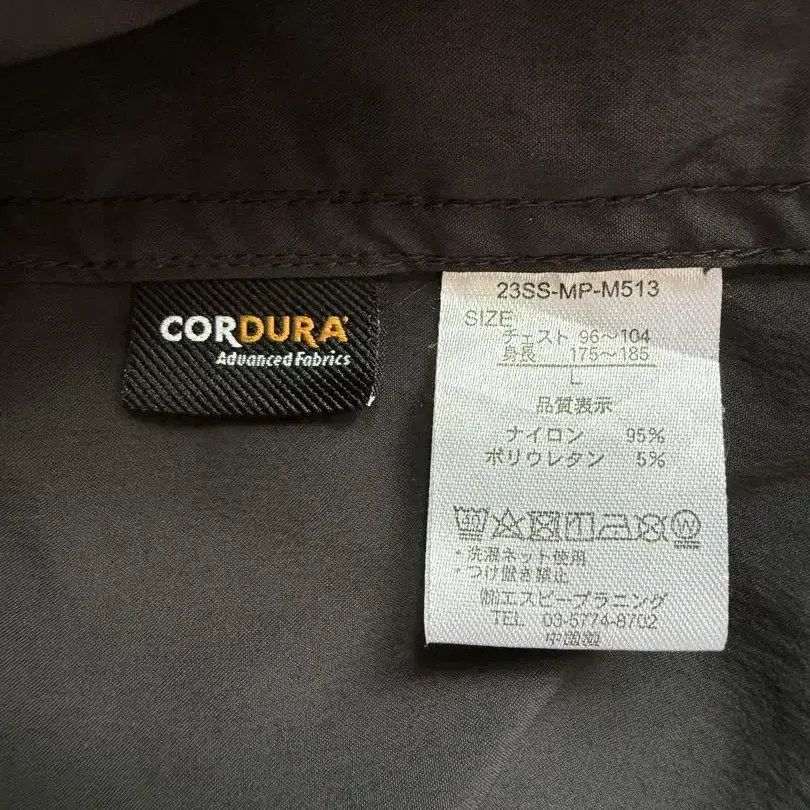 CORDURA
Advanced Fabrics
23SS-MP-M513
SIZE
チェスト 96～104
身長 175～185
L
品質表示
ナイロン 95%
ポリウレタン 5%
・洗濯ネット使用
・つけ置き禁止
㈱エスピープラニング
TEL 03-5774-8702
中国製